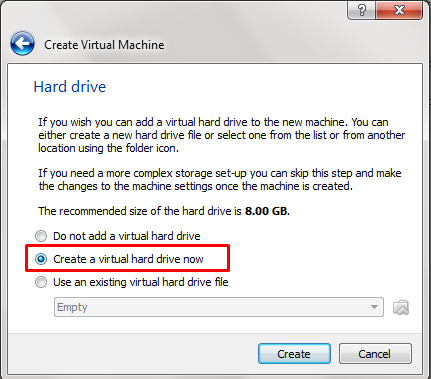 ?
Create Virtual Machine
Hard drive
If you wish you can add a virtual hard drive to the new machine. You can
either create a new hard drive file or select one from the list or from another
location using the folder icon.
If you need a more complex storage set-up you can skip this step and make
the changes to the machine settings once the machine is created.
The recommended size of the hard drive is 8.00 GB.
Do not add a virtual hard drive
Create a virtual hard drive now
Use an existing virtual hard drive file
Empty
Create Cancel